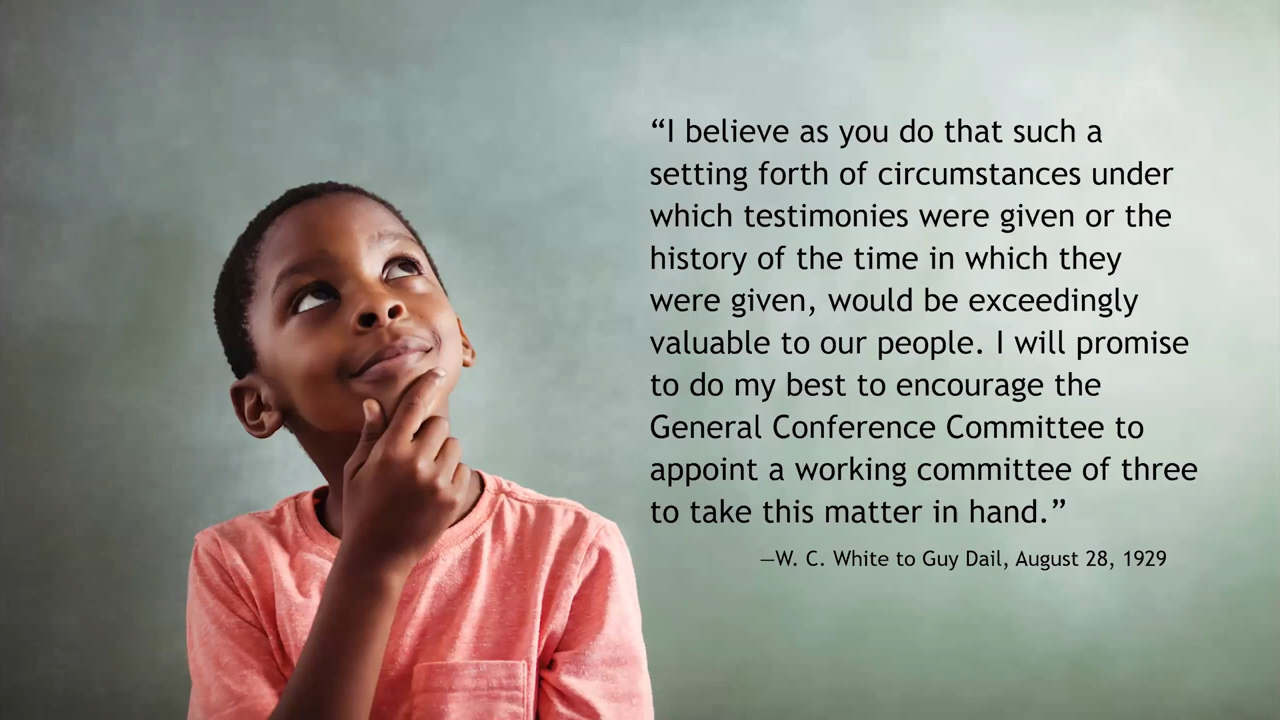 “I believe as you do that such a
setting forth of circumstances under
which testimonies were given or the
history of the time in which they
were given, would be exceedingly
valuable to our people. I will promise
to do my best to encourage the
General Conference Committee to
appoint a working committee of three
to take this matter in hand.”
—W. C. White to Guy Dail, August 28, 1929